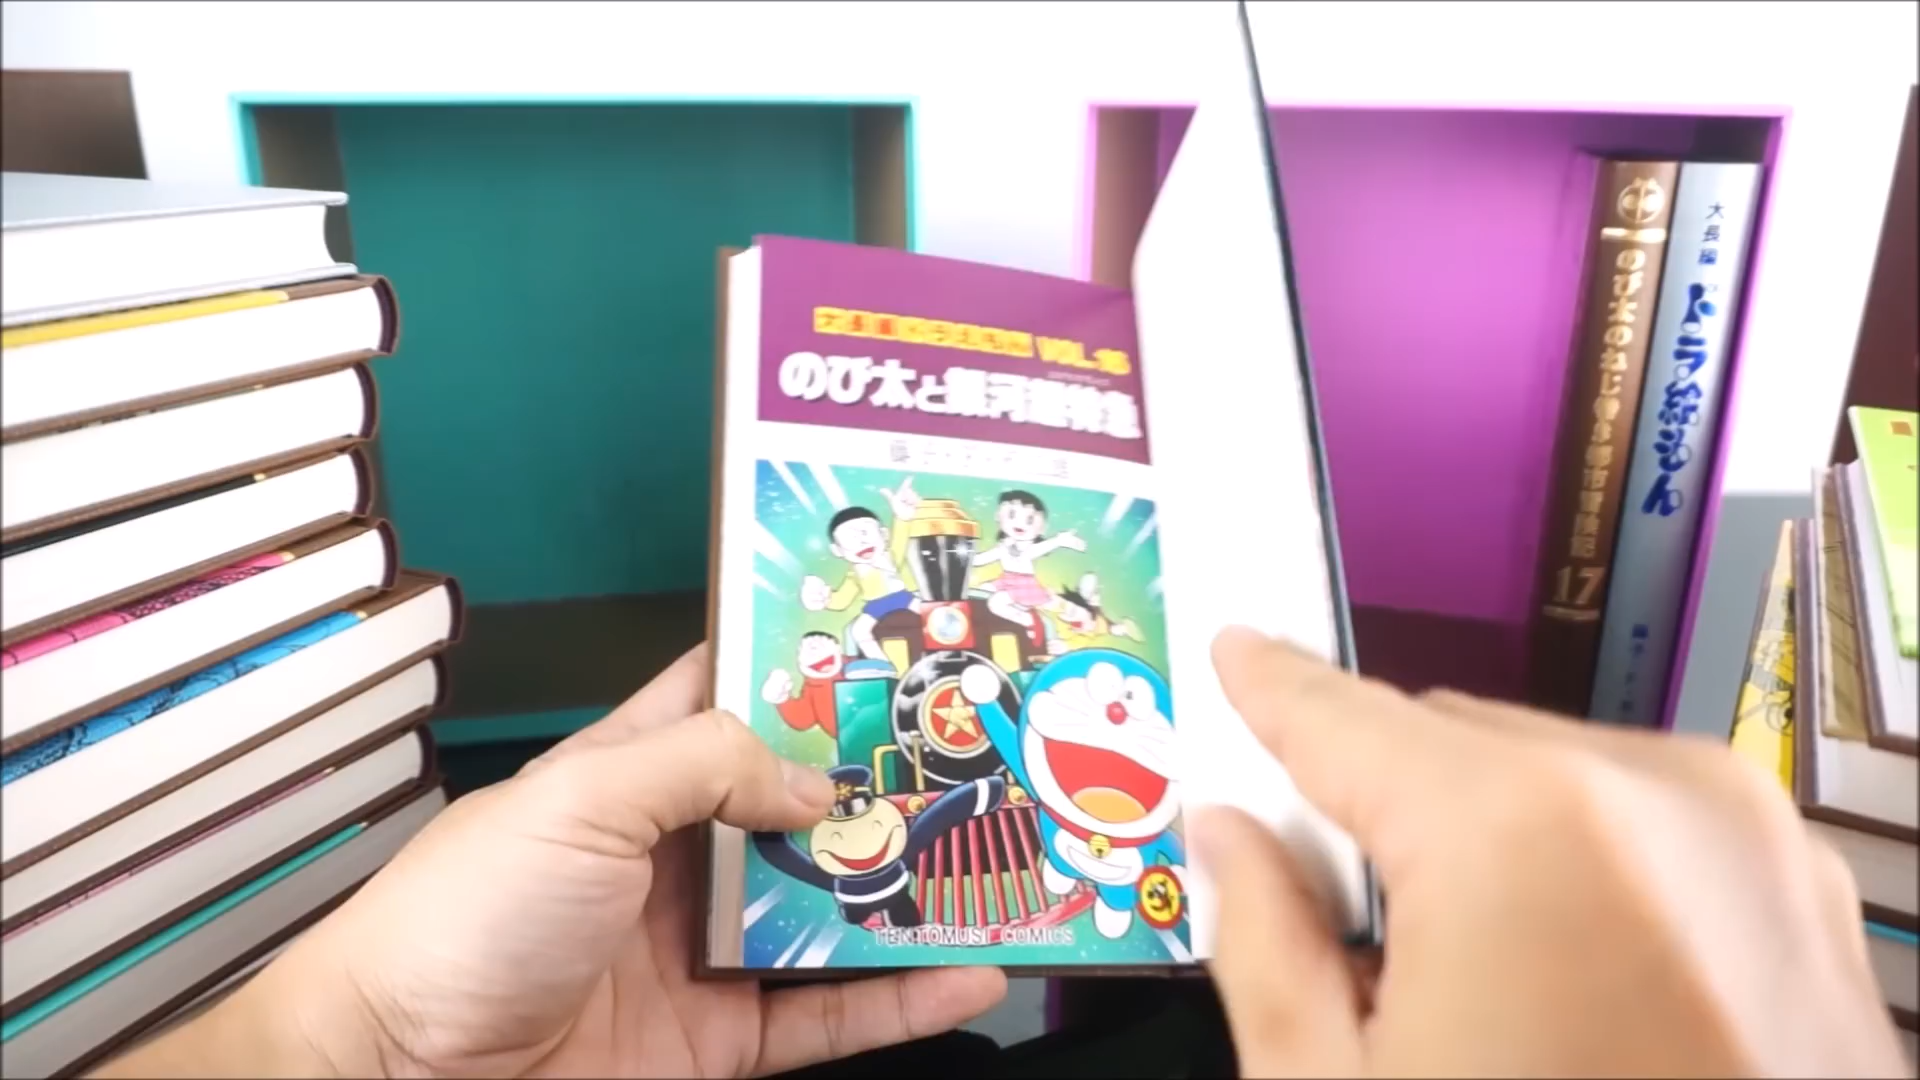 大長編ドラえもん VOL.16
のび太と銀河超特急
TENTOMUSI COMICS
のび太のねじ巻き都市冒険記
17
大長編
ドラえもん